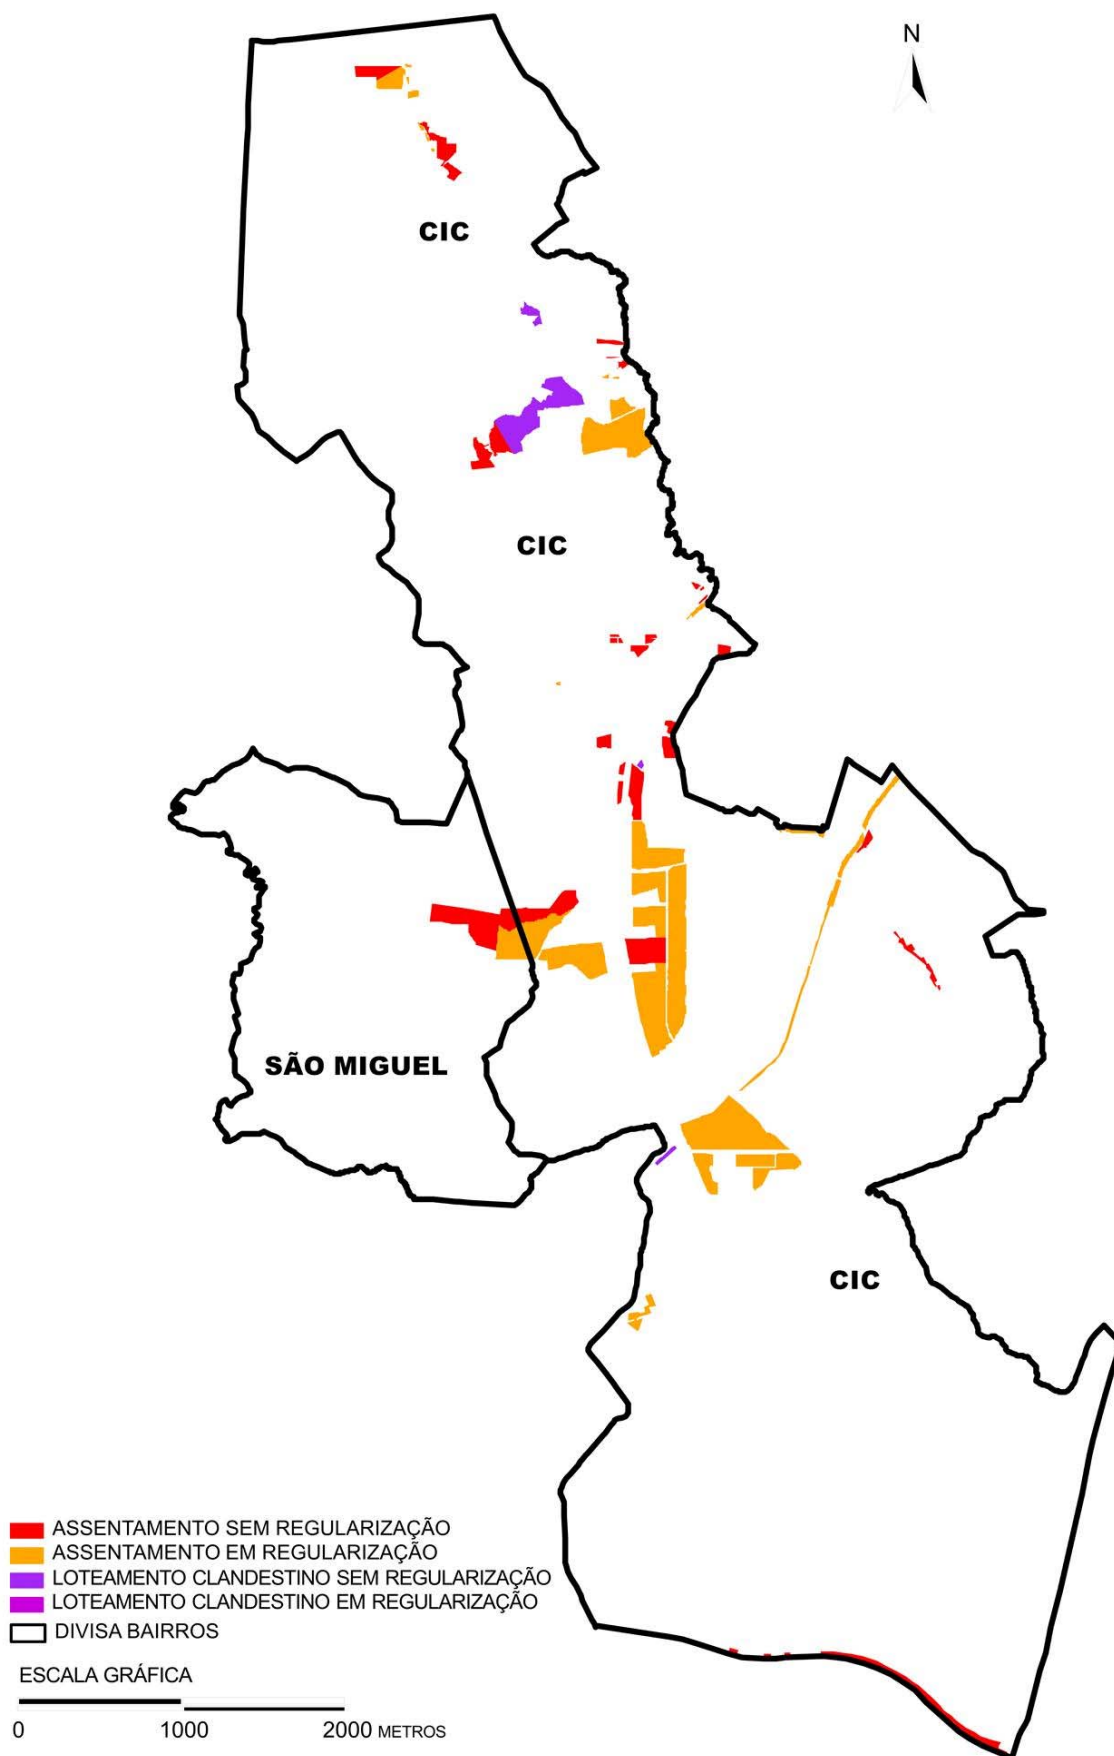 N
CIC
CIC
SÃO MIGUEL
CIC
ASSENTAMENTO SEM REGULARIZAÇÃO
ASSENTAMENTO EM REGULARIZAÇÃO
LOTEAMENTO CLANDESTINO SEM REGULARIZAÇÃO
LOTEAMENTO CLANDESTINO EM REGULARIZAÇÃO
DIVISA BAIRROS
ESCALA GRÁFICA
0 1000 2000 METROS